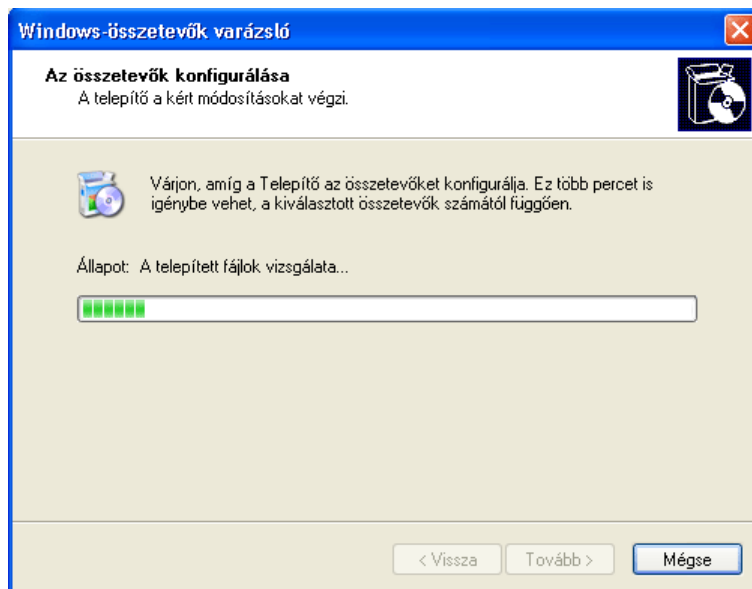 Windows-összetevők varázsló
Az összetevők konfigurálása
A telepítő a kért módosításokat végzi.
Várjon, amíg a Telepítő az összetevőket konfigurálja. Ez több percet is
igénybe vehet, a kiválasztott összetevők számától függően.
Állapot: A telepített fájlok vizsgálata...
< Vissza
Tovább >
Mégse